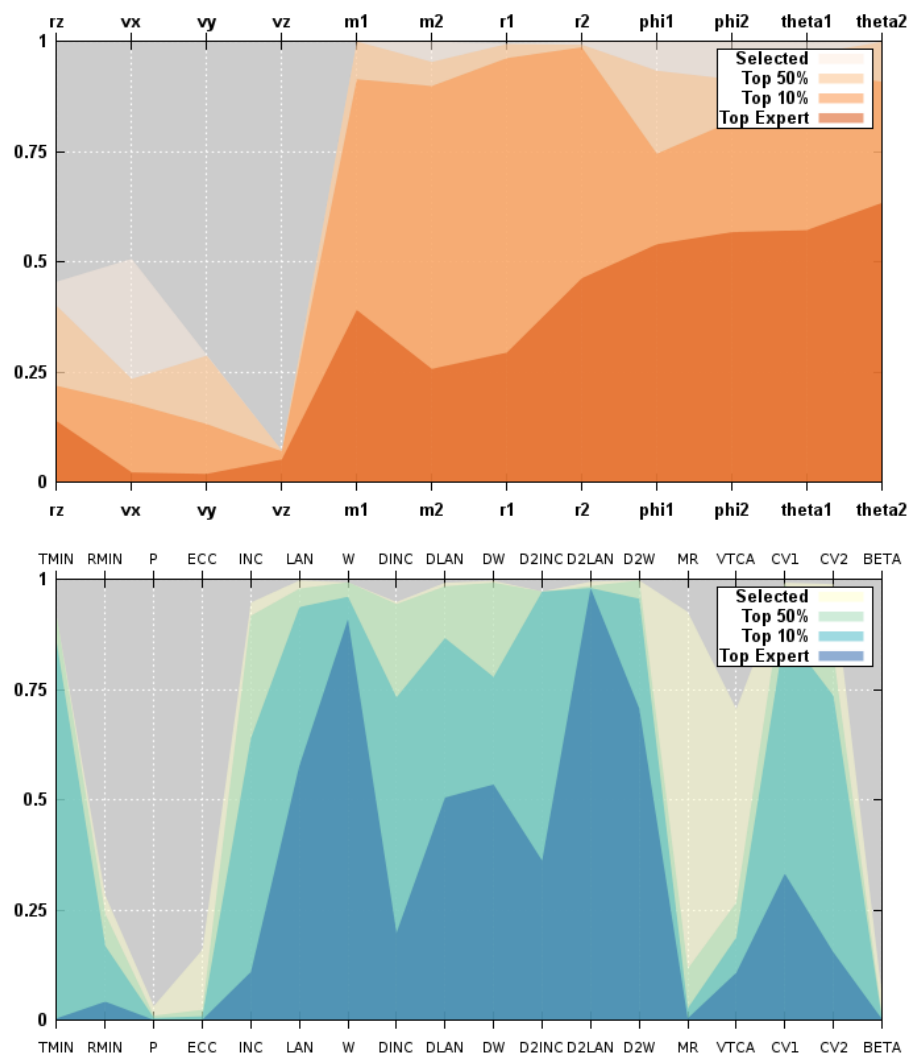 rz vx vy vz m1 m2 r1 r2 phi1 phi2 theta1 theta2
1
Selected
Top 50%
Top 10%
Top Expert
0.75
0.5
0.25
0
rz vx vy vz m1 m2 r1 r2 phi1 phi2 theta1 theta2
TMIN RMIN P ECC INC LAN W DINC DLAN DW D2INC D2LAN D2W MR VTCA CV1 CV2 BETA
1
Selected
Top 50%
Top 10%
Top Expert
0.75
0.5
0.25
0
TMIN RMIN P ECC INC LAN W DINC DLAN DW D2INC D2LAN D2W MR VTCA CV1 CV2 BETA